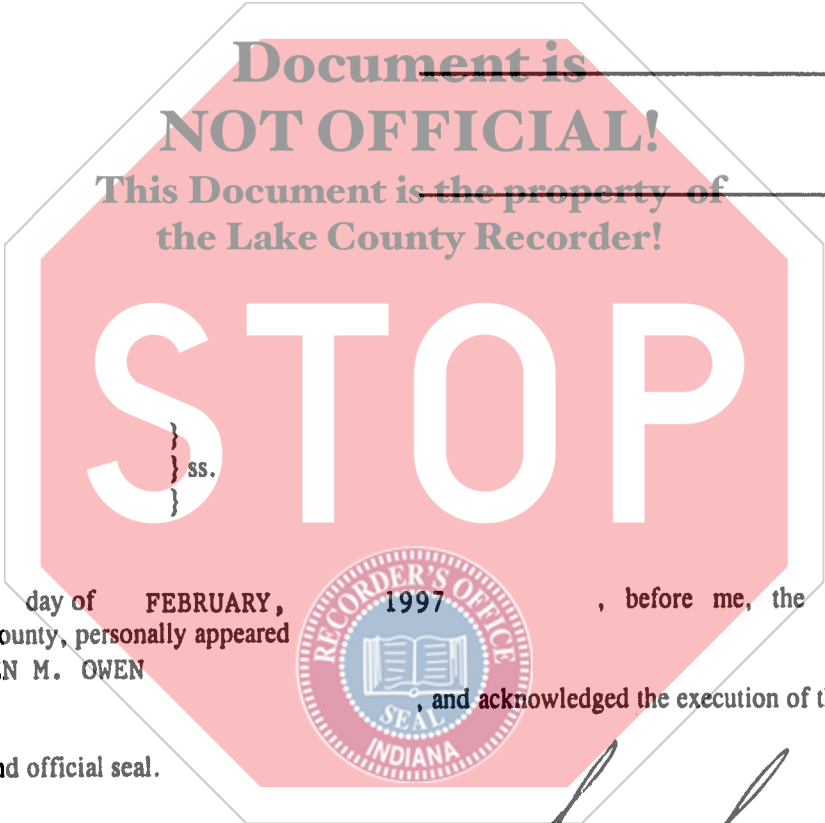 Document is
NOT OFFICIAL!
This Document is the property of
the Lake County Recorder!
STOP
}
} ss.
}
day of FEBRUARY, 1997 , before me, the
ounty, personally appeared
N M. OWEN
, and acknowledged the execution of t
nd official seal.
RECORDER'S OFFICE
SEAL
INDIANA